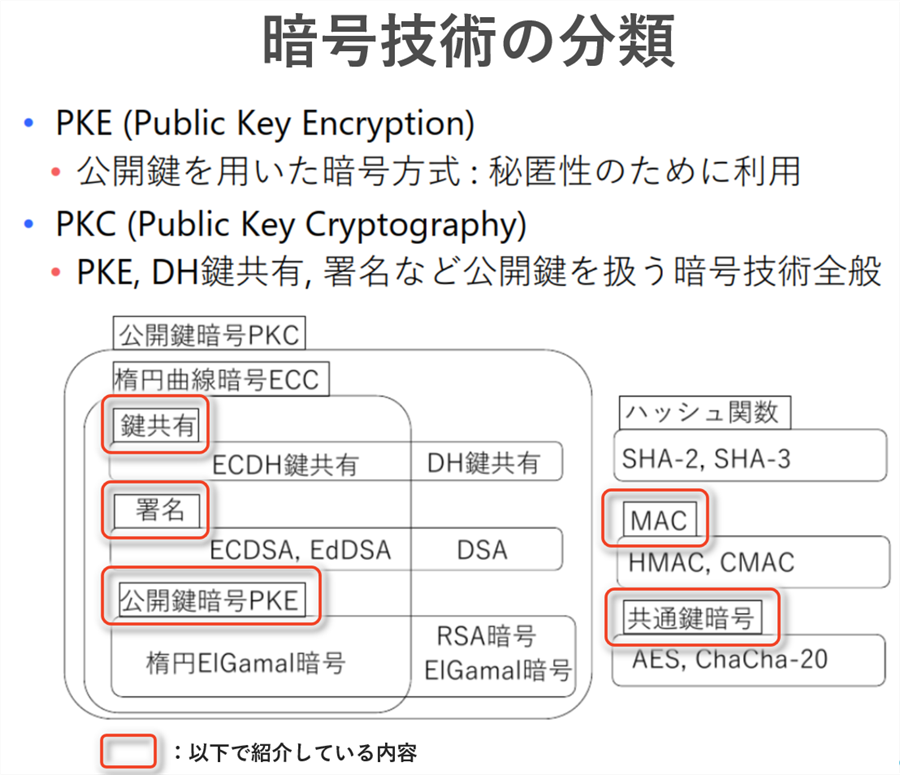 暗号技術の分類
• PKE (Public Key Encryption)
• 公開鍵を用いた暗号方式 : 秘匿性のために利用
• PKC (Public Key Cryptography)
• PKE, DH鍵共有, 署名など公開鍵を扱う暗号技術全般
公開鍵暗号PKC
楕円曲線暗号ECC
鍵共有
ECDH鍵共有
DH鍵共有
署名
ECDSA, EdDSA
DSA
公開鍵暗号PKE
楕円ElGamal暗号
RSA暗号
ElGamal暗号
ハッシュ関数
SHA-2, SHA-3
MAC
HMAC, CMAC
共通鍵暗号
AES, ChaCha-20
：以下で紹介している内容